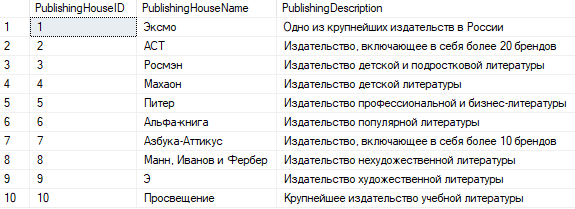 PublishingHouseID PublishingHouseName PublishingDescription
1 1 Эксмо Одно из крупнейших издательств в России
2 2 АСТ Издательство, включающее в себя более 20 брендов
3 3 Росмэн Издательство детской и подростковой литературы
4 4 Махаон Издательство детской литературы
5 5 Питер Издательство профессиональной и бизнес-литературы
6 6 Альфа-книга Издательство популярной литературы
7 7 Азбука-Аттикус Издательство, включающее в себя более 10 брендов
8 8 Манн, Иванов и Фербер Издательство нехудожественной литературы
9 9 Э Издательство художественной литературы
10 10 Просвещение Крупнейшее издательство учебной литературы